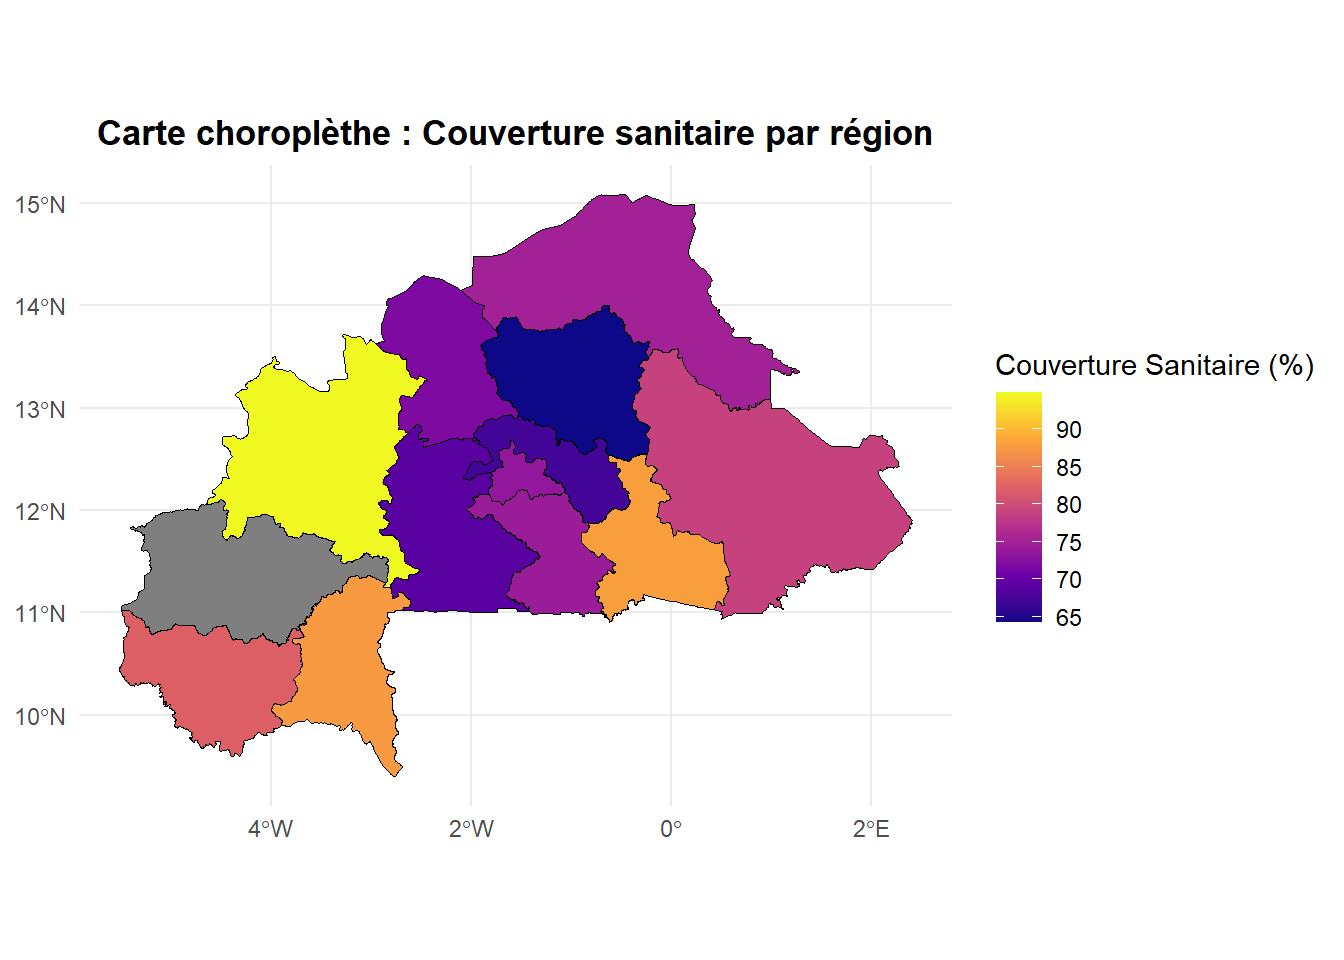 Carte choroplèthe : Couverture sanitaire par région
15°N
14°N
13°N
12°N
11°N
10°N
4°W
2°W
0°
2°E
Couverture Sanitaire (%)
90
85
80
75
70
65